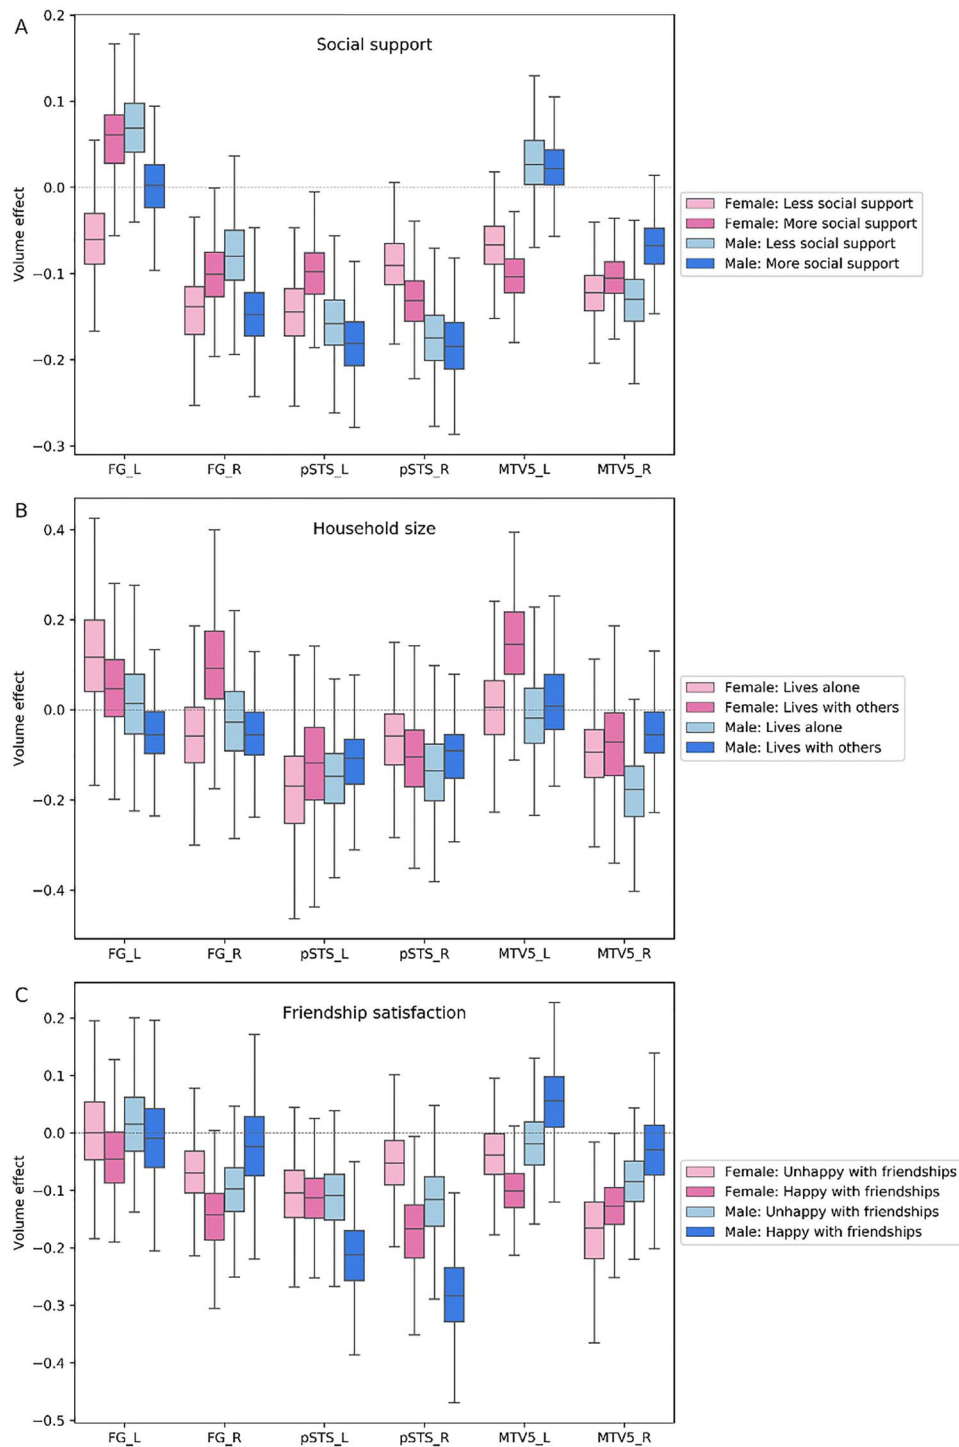 A
Social support
0.2
0.1
0.0
−0.1
−0.2
−0.3
Volume effect
FG_L
FG_R
pSTS_L
pSTS_R
MTV5_L
MTV5_R
Female: Less social support
Female: More social support
Male: Less social support
Male: More social support
B
Household size
0.4
0.2
0.0
−0.2
−0.4
Volume effect
FG_L
FG_R
pSTS_L
pSTS_R
MTV5_L
MTV5_R
Female: Lives alone
Female: Lives with others
Male: Lives alone
Male: Lives with others
C
Friendship satisfaction
0.2
0.1
0.0
−0.1
−0.2
−0.3
−0.4
−0.5
Volume effect
FG_L
FG_R
pSTS_L
pSTS_R
MTV5_L
MTV5_R
Female: Unhappy with friendships
Female: Happy with friendships
Male: Unhappy with friendships
Male: Happy with friendships